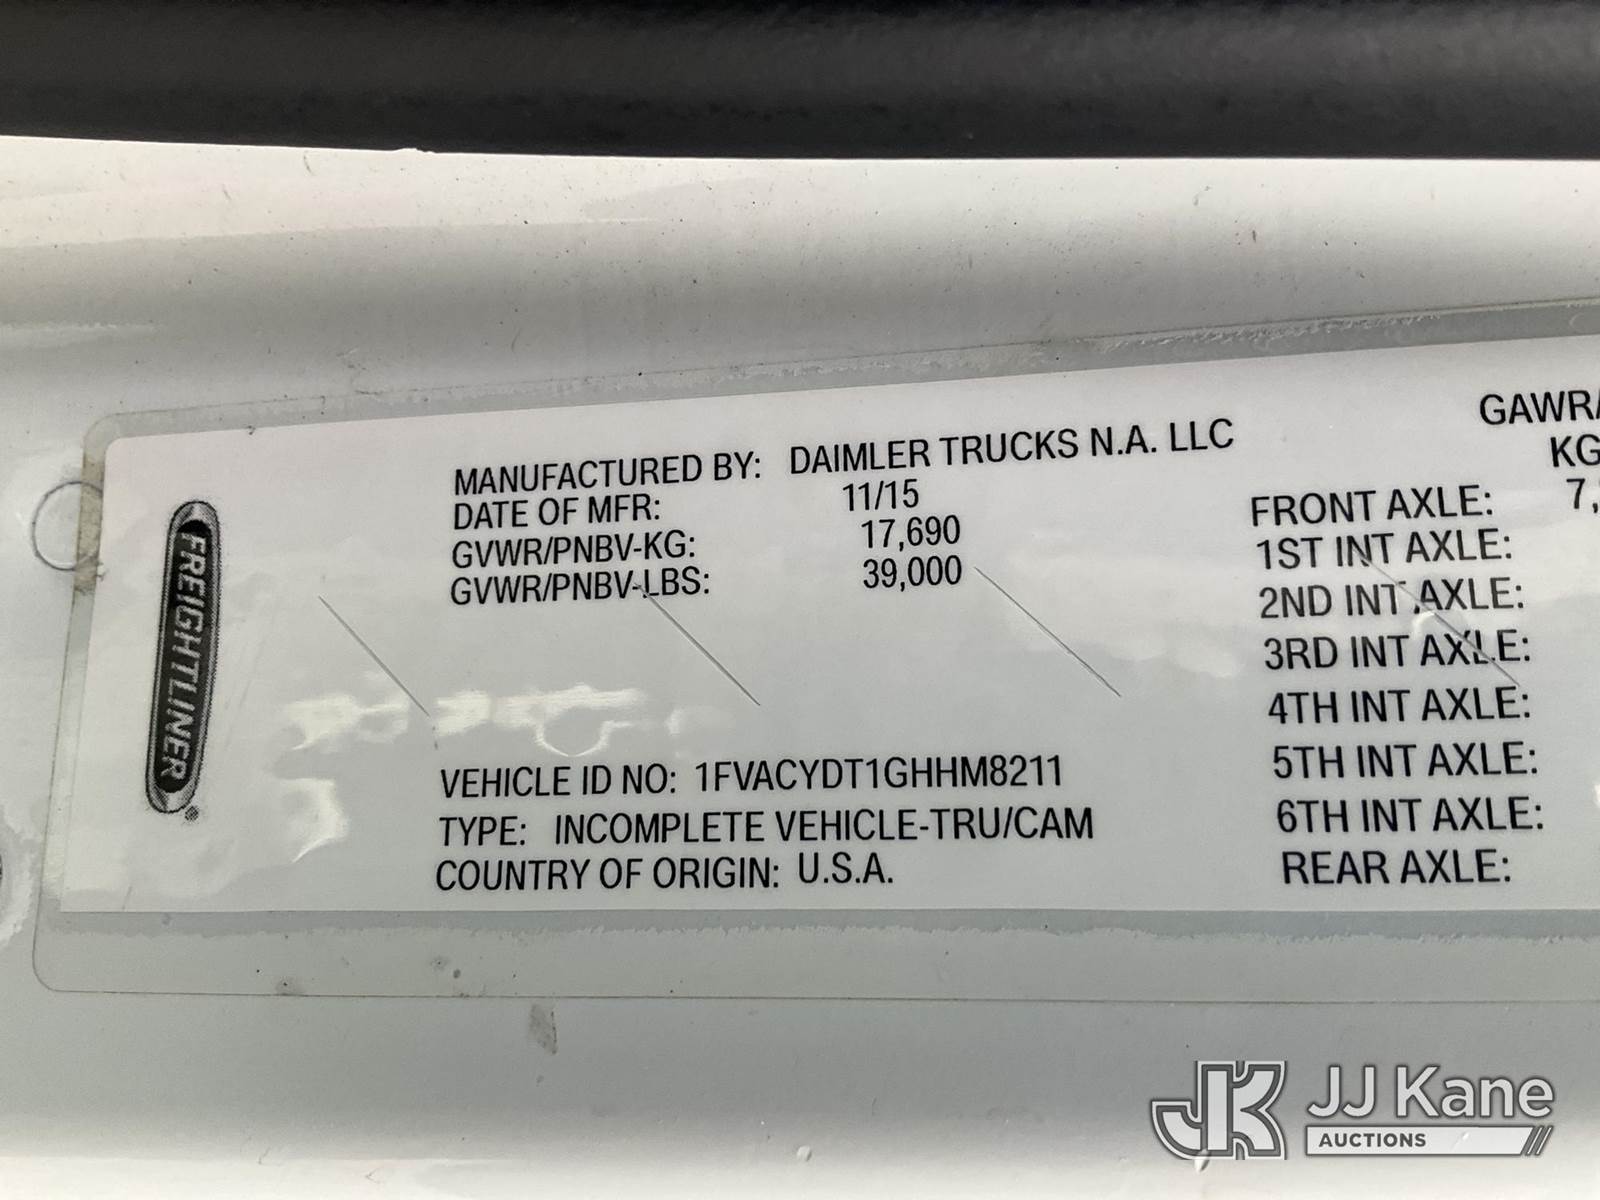 FREIGHTLINER
MANUFACTURED BY: DAIMLER TRUCKS N.A. LLC
DATE OF MFR: 11/15
GVWR/PNBV-KG: 17,690
GVWR/PNBV-LBS: 39,000
VEHICLE ID NO: 1FVACYDT1GHHM8211
TYPE: INCOMPLETE VEHICLE-TRU/CAM
COUNTRY OF ORIGIN: U.S.A.
GAWR/
KG
FRONT AXLE: 7,
1ST INT AXLE:
2ND INT AXLE:
3RD INT AXLE:
4TH INT AXLE:
5TH INT AXLE:
6TH INT AXLE:
REAR AXLE:
JK JJ Kane
AUCTIONS